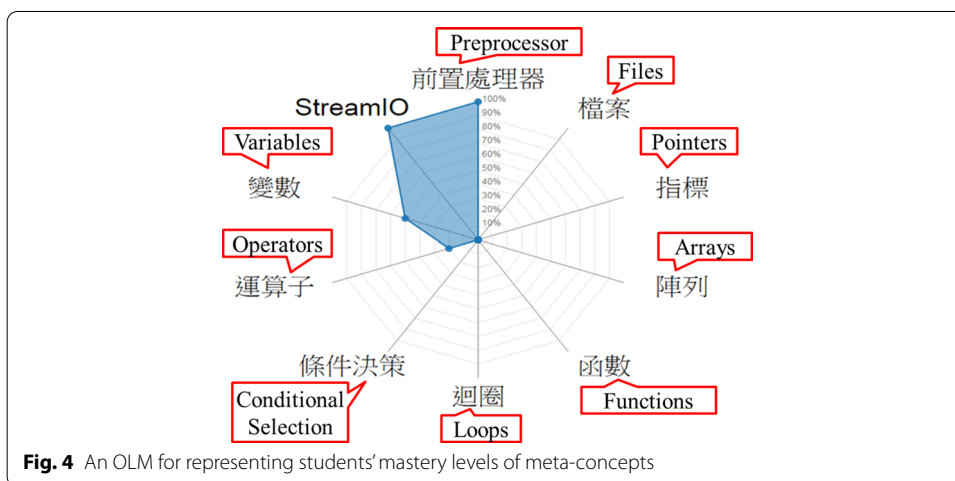 Preprocessor
前置處理器
Files
檔案
StreamIO
100%
90%
80%
70%
60%
50%
40%
30%
20%
10%
Variables
變數
Pointers
指標
Operators
運算子
Arrays
陣列
條件決策
Conditional
Selection
迴圈
Loops
函數
Functions
Fig. 4 An OLM for representing students' mastery levels of meta-concepts